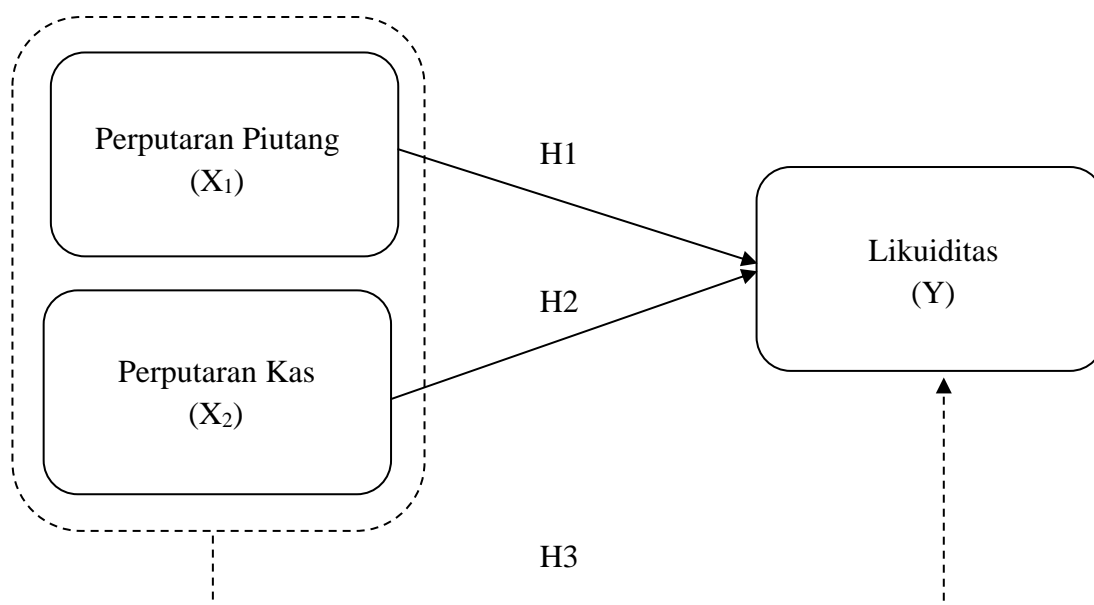 Perputaran Piutang
(X₁)
H1
Likuiditas
(Y)
H2
Perputaran Kas
(X₂)
H3